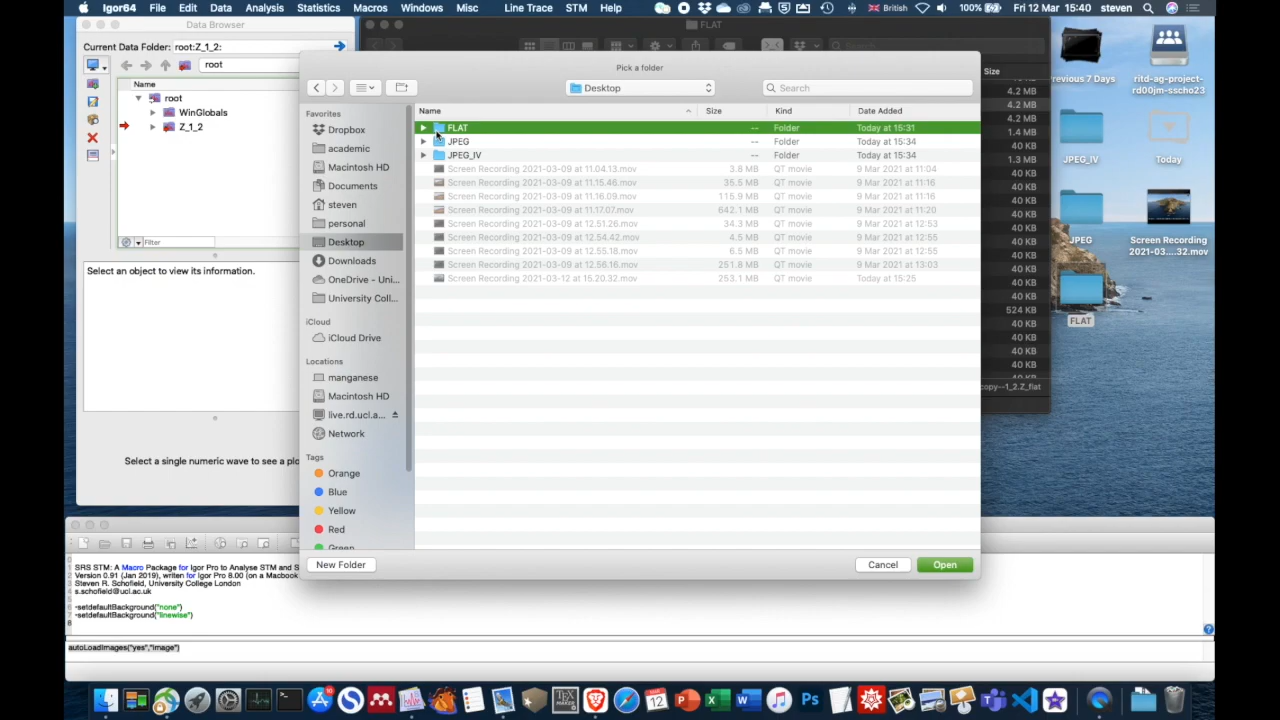 Igor64 File Edit Data Analysis Statistics Macros Windows Misc Line Trace STM Help British 100% Fri 12 Mar 15:40 steven
Data Browser
FLAT
Current Data Folder: root:Z_1_2:
root
Name
root
WinGlobals
Z_1_2
Filter
Select an object to view its information.
Pick a folder
Desktop
Search
Favorites
Dropbox
academic
Macintosh HD
Documents
steven
personal
Desktop
Downloads
OneDrive - Uni...
University Coll...
iCloud
iCloud Drive
Locations
manganese
Macintosh HD
live.rd.ucl.a...
Network
Tags
Orange
Blue
Yellow
Red
Green
Name Size Kind Date Added
FLAT -- Folder Today at 15:31
JPEG -- Folder Today at 15:34
JPEG_IV -- Folder Today at 15:34
Screen Recording 2021-03-09 at 11.04.13.mov 3.8 MB QT movie 9 Mar 2021 at 11:04
Screen Recording 2021-03-09 at 11.15.46.mov 35.5 MB QT movie 9 Mar 2021 at 11:16
Screen Recording 2021-03-09 at 11.16.09.mov 115.9 MB QT movie 9 Mar 2021 at 11:16
Screen Recording 2021-03-09 at 11.17.07.mov 642.1 MB QT movie 9 Mar 2021 at 11:20
Screen Recording 2021-03-09 at 12.51.26.mov 34.3 MB QT movie 9 Mar 2021 at 12:53
Screen Recording 2021-03-09 at 12.54.42.mov 4.5 MB QT movie 9 Mar 2021 at 12:55
Screen Recording 2021-03-09 at 12.55.18.mov 6.5 MB QT movie 9 Mar 2021 at 12:55
Screen Recording 2021-03-09 at 12.56.16.mov 251.8 MB QT movie 9 Mar 2021 at 13:03
Screen Recording 2021-03-12 at 15.20.32.mov 253.1 MB QT movie Today at 15:25
New Folder
Cancel
Open
Size
4.2 MB
4.2 MB
4.2 MB
1.4 MB
40 KB
1.3 MB
40 KB
40 KB
40 KB
40 KB
40 KB
40 KB
40 KB
40 KB
40 KB
40 KB
524 KB
40 KB
40 KB
40 KB
40 KB
copy--1_2.Z_flat
revious 7 Days
ritd-ag-project-
rd00jm-sscho23
JPEG_IV
Today
JPEG
Screen Recording
2021-03....32.mov
FLAT
Select a single numeric wave to see a plo
SRS STM: A Macro Package for Igor Pro to Analyse STM and S
Version 0.91 (Jan 2019), writen for Igor Pro 8.00 (on a Macbook
Steven R. Schofield, University College London
s.schofield@ucl.ac.uk
•setdefaultBackground("none")
•setdefaultBackground("linewise")
autoLoadImages("yes","image")